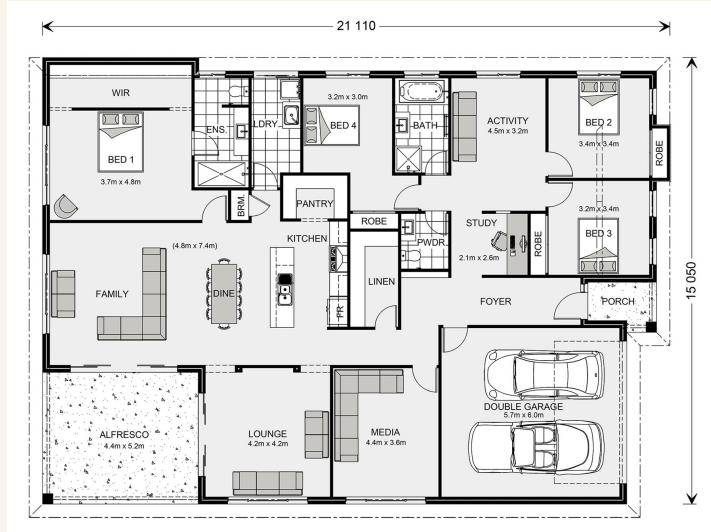 21 110
WIR
BED 1
3.7m x 4.8m
ENS.
LDRY.
3.2m x 3.0m
BED 4
BATH
ACTIVITY
4.5m x 3.2m
BED 2
3.4m x 3.4m
ROBE
BRM.
PANTRY
ROBE
PWDR.
STUDY
2.1m x 2.6m
ROBE
3.2m x 3.4m
BED 3
(4.8m x 7.4m)
KITCHEN
FAMILY
DINE
PR
LINEN
FOYER
PORCH
15 050
ALFRESCO
4.4m x 5.2m
LOUNGE
4.2m x 4.2m
MEDIA
4.4m x 3.6m
DOUBLE GARAGE
5.7m x 6.0m